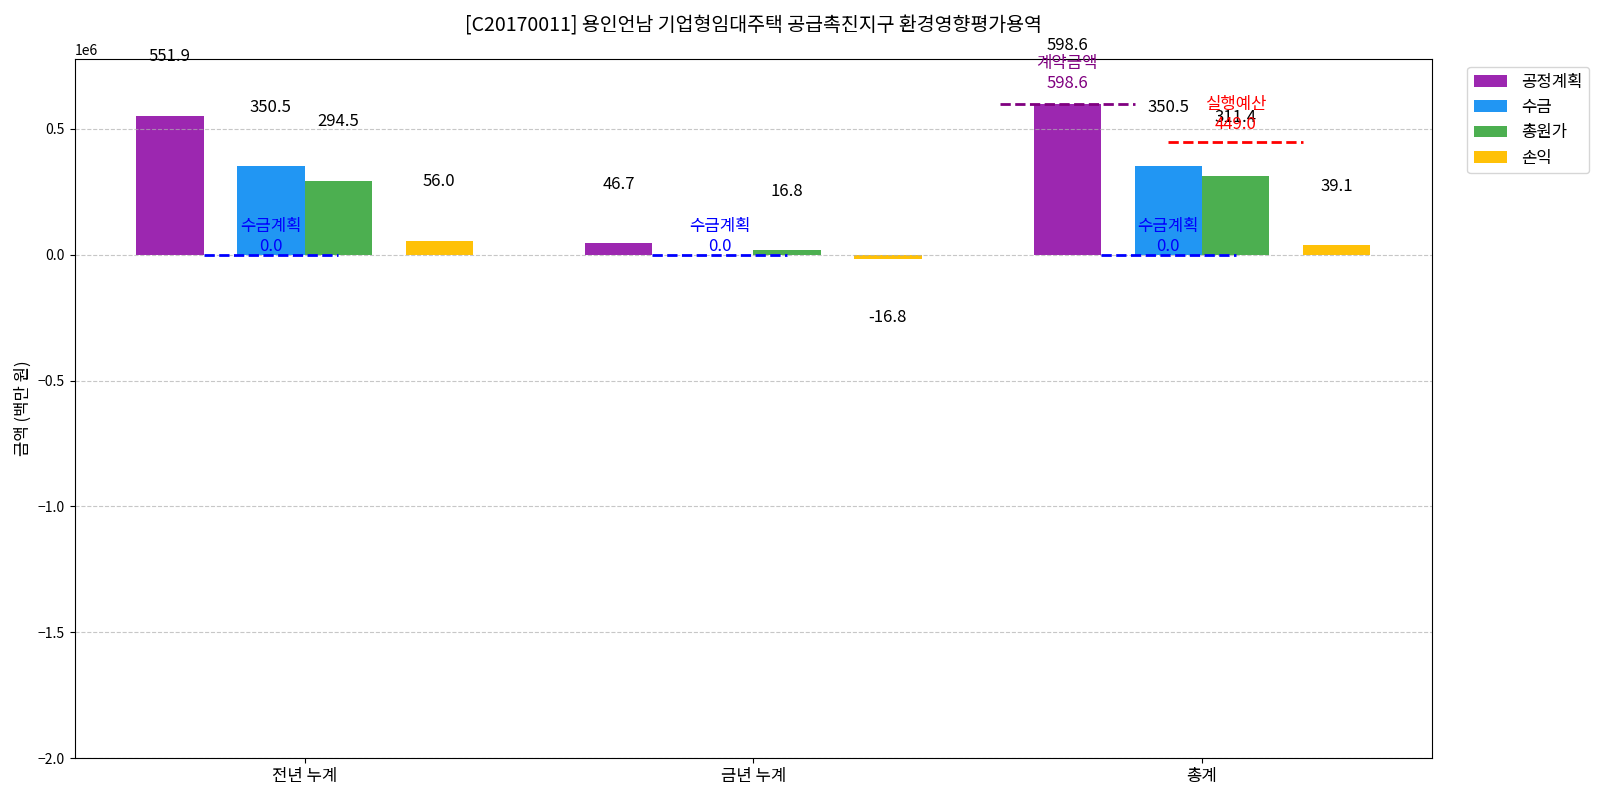 [C20170011] 용인언남 기업형임대주택 공급촉진지구 환경영향평가용역
1e6
551.9
350.5
294.5
56.0
수금계획
0.0
46.7
16.8
수금계획
0.0
-16.8
598.6
계약금액
598.6
350.5
실행예산
311.4
449.0
39.1
수금계획
0.0
공정계획
수금
총원가
손익
금액 (백만 원)
0.5
0.0
−0.5
−1.0
−1.5
−2.0
전년 누계
금년 누계
총계